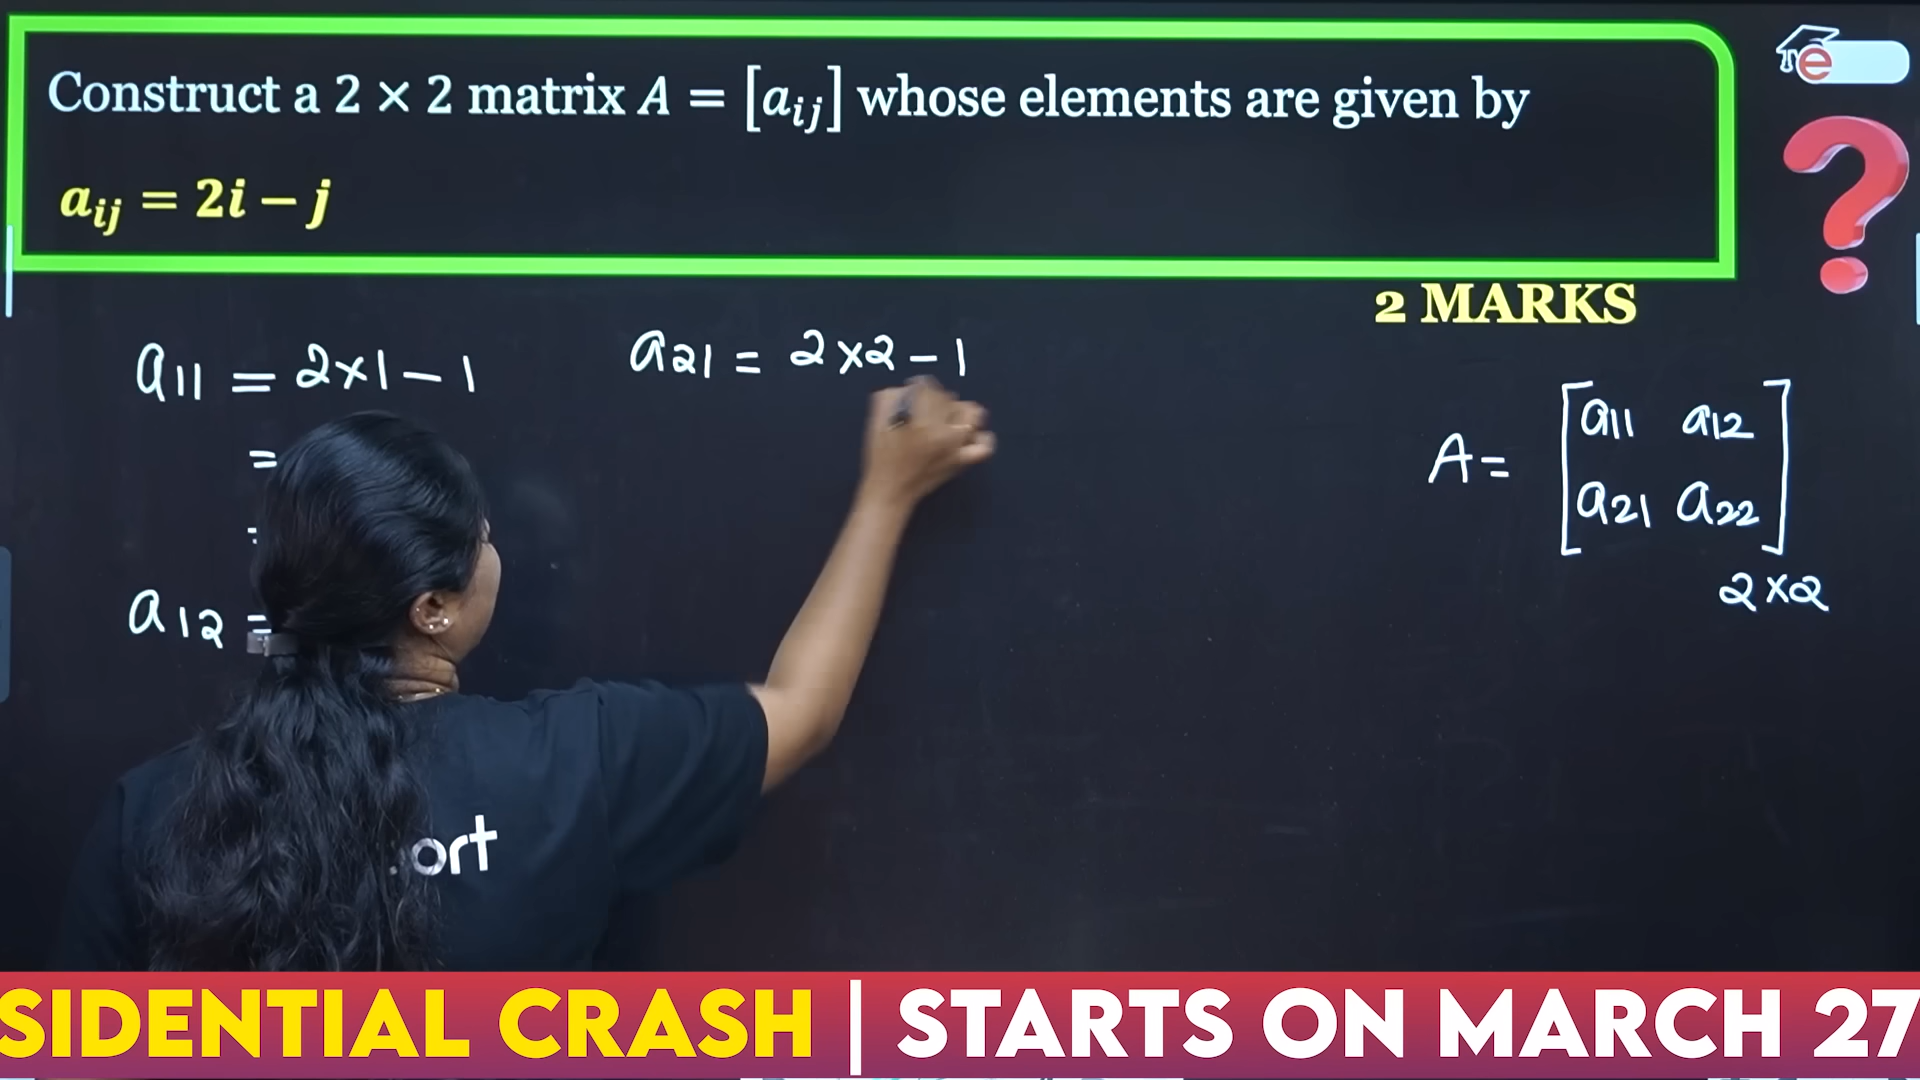 Construct a 2 × 2 matrix A = [aᵢⱼ] whose elements are given by
aᵢⱼ = 2i − j
e
2 MARKS
a11 = 2×1 − 1
=
a12 =
a21 = 2×2 − 1
A = [a11 a12
a21 a22]
2×2
ort
SIDENTIAL CRASH | STARTS ON MARCH 27